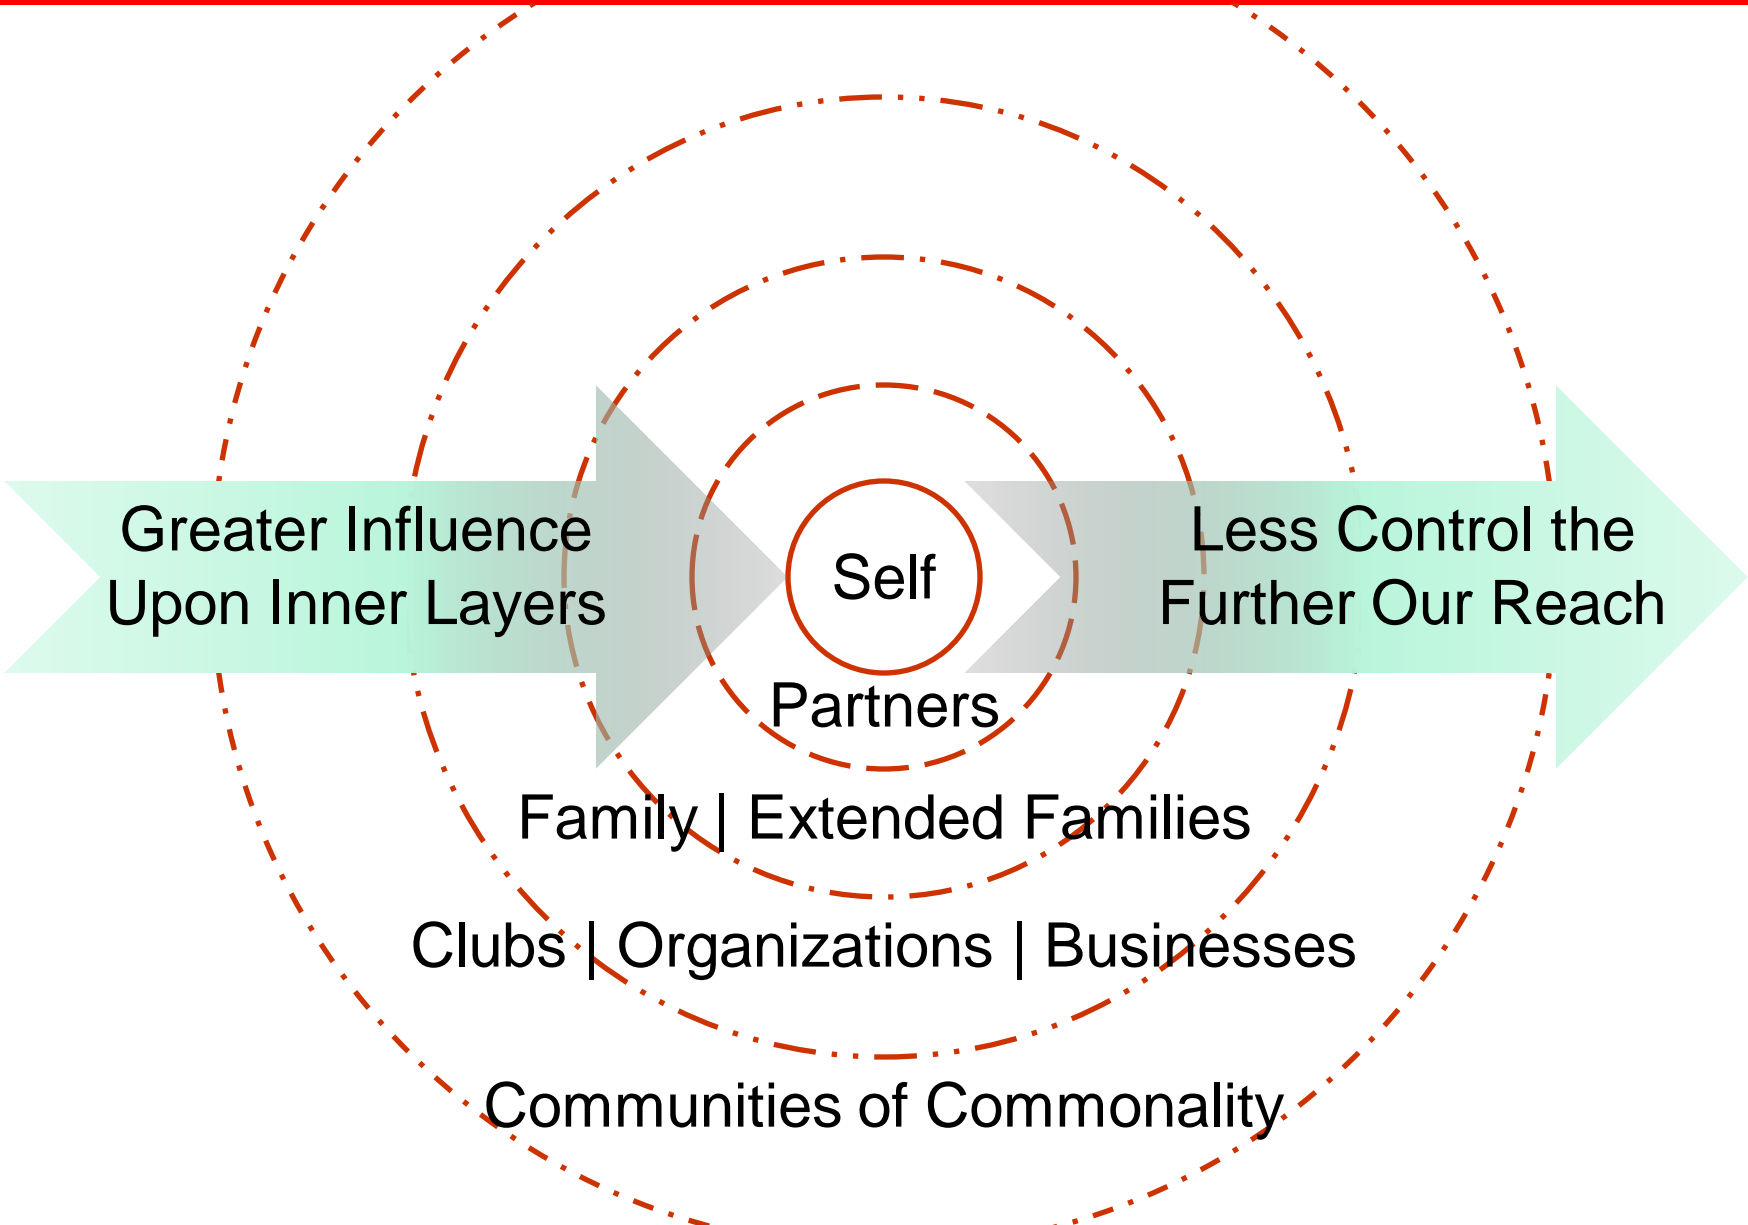 Greater Influence
Upon Inner Layers
Self
Less Control the
Further Our Reach
Partners
Family | Extended Families
Clubs | Organizations | Businesses
Communities of Commonality